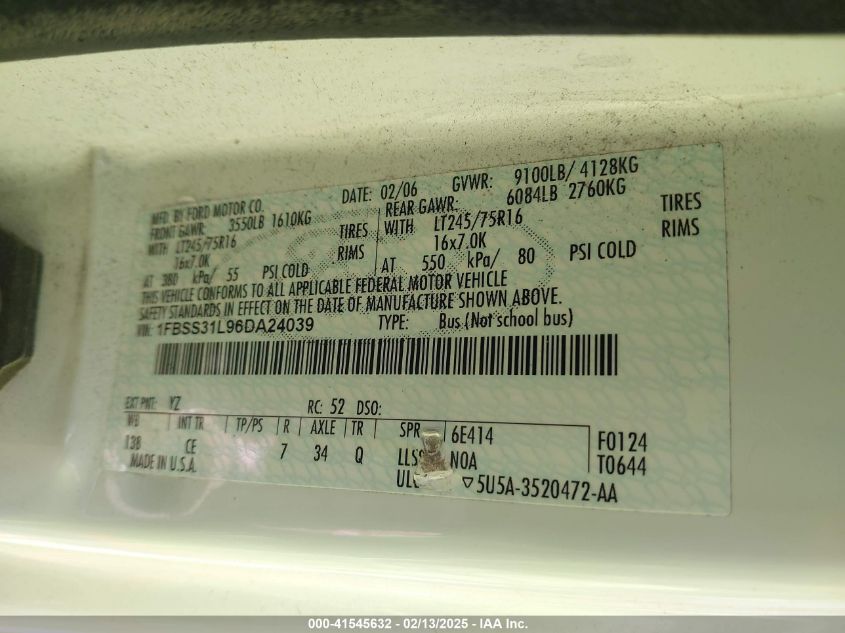 MFD. BY FORD MOTOR CO. DATE: 02/06 GVWR: 9100LB/ 4128KG
FRONT GAWR: 3550LB 1610KG REAR GAWR: 6084LB 2760KG
WITH LT245/75R16 TIRES WITH LT245/75R16 TIRES
16x7.0K RIMS 16x7.0K RIMS
AT 380 kPa/ 55 PSI COLD AT 550 kPa/ 80 PSI COLD
THIS VEHICLE CONFORMS TO ALL APPLICABLE FEDERAL MOTOR VEHICLE
SAFETY STANDARDS IN EFFECT ON THE DATE OF MANUFACTURE SHOWN ABOVE.
VIN: 1FBSS31L96DA24039 TYPE: Bus (Not school bus)
EXT PNT: YZ RC: 52 DSO:
WB INT TR TP/PS R AXLE TR SPR 6E414 F0124
138 CE 7 34 Q LLS NOA T0644
MADE IN U.S.A. ▽5U5A-3520472-AA
000-41545632 - 02/13/2025 - IAA Inc.